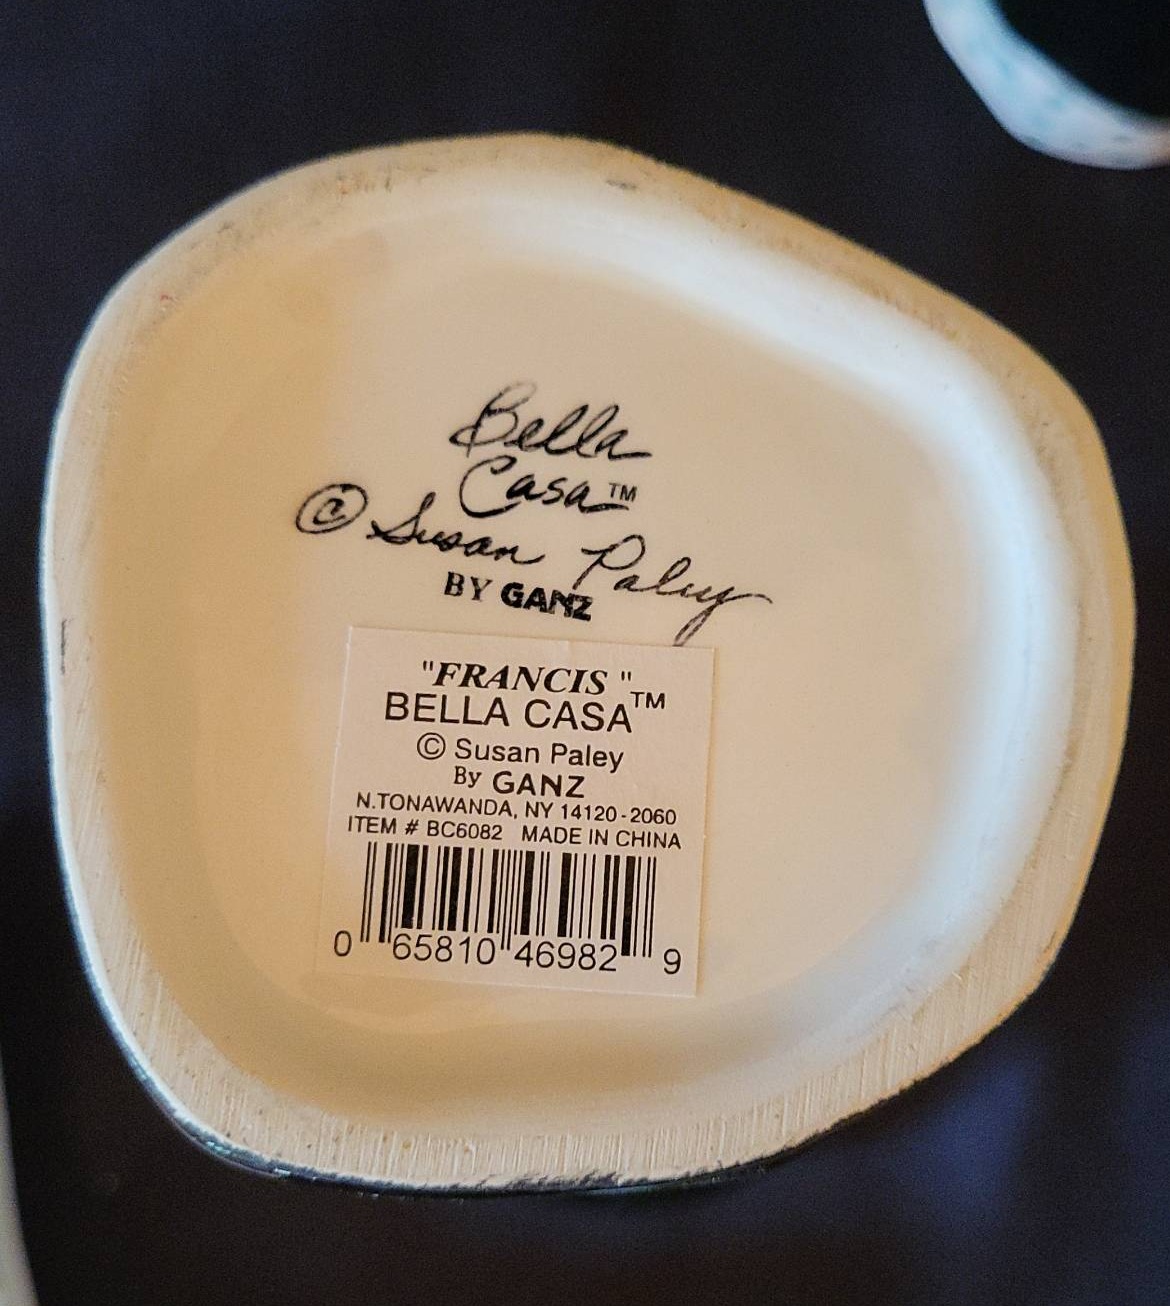 Bella
Casa™
© Susan Paley
BY GANZ
"FRANCIS "
BELLA CASA™
© Susan Paley
By GANZ
N.TONAWANDA, NY 14120-2060
ITEM # BC6082 MADE IN CHINA
0 65810 46982 9